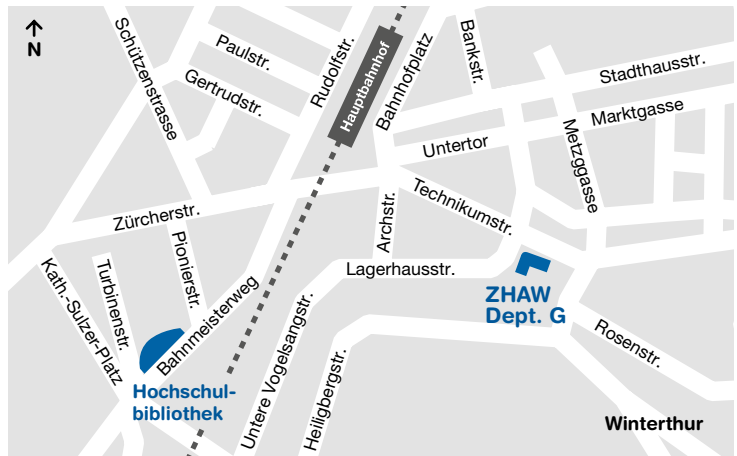 N
Schützenstrasse
Paulstr.
Gertrudstr.
Rudolfstr.
Hauptbahnhof
Bahnhofplatz
Bankstr.
Stadthausstr.
Marktgasse
Untertor
Metzggasse
Technikumstr.
Zürcherstr.
Archstr.
Pionierstr.
Lagerhausstr.
Kath.-Sulzer-Platz
Turbinenstr.
Bahnmeisterweg
ZHAW
Dept. G
Rosenstr.
Untere Vogelsangstr.
Heiligbergstr.
Hochschul-
bibliothek
Winterthur